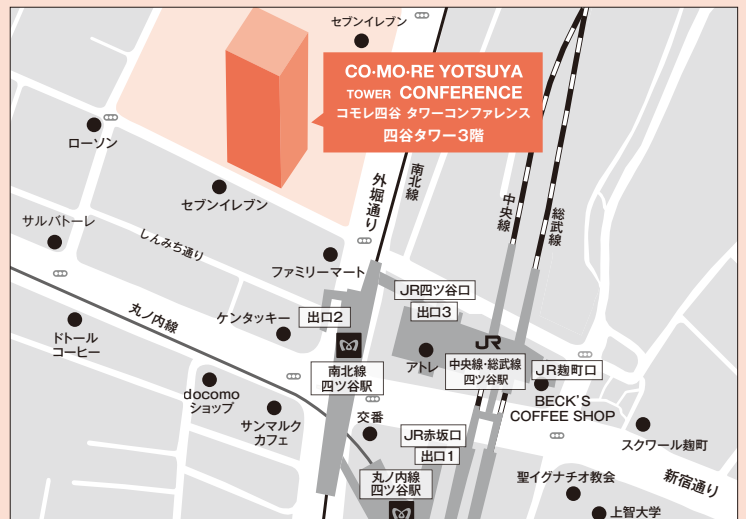 セブンイレブン
CO・MO・RE YOTSUYA
TOWER CONFERENCE
コモレ四谷 タワーコンファレンス
四谷タワー3階
ローソン
外堀通り
南北線
中央線
総武線
セブンイレブン
サルバトーレ
しんみち通り
ファミリーマート
JR四ツ谷口
出口3
丸ノ内線
ケンタッキー
出口2
ドトール
コーヒー
南北線
四ツ谷駅
アトレ
JR
中央線・総武線
四ツ谷駅
JR麹町口
docomo
ショップ
サンマルク
カフェ
交番
BECK'S
COFFEE SHOP
JR赤坂口
出口1
スクワール麹町
丸ノ内線
四ツ谷駅
聖イグナチオ教会
新宿通り
上智大学